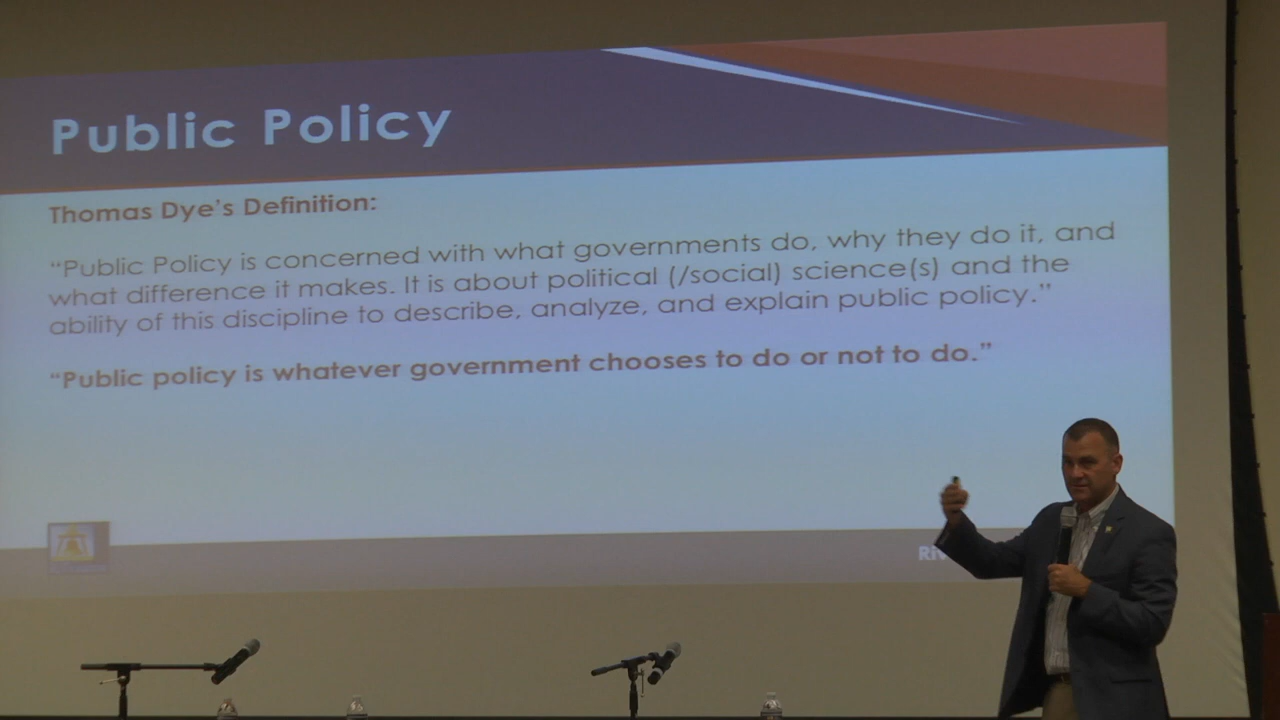 Public Policy
Thomas Dye’s Definition:
“Public Policy is concerned with what governments do, why they do it, and
what difference it makes. It is about political (/social) science(s) and the
ability of this discipline to describe, analyze, and explain public policy.”
“Public policy is whatever government chooses to do or not to do.”